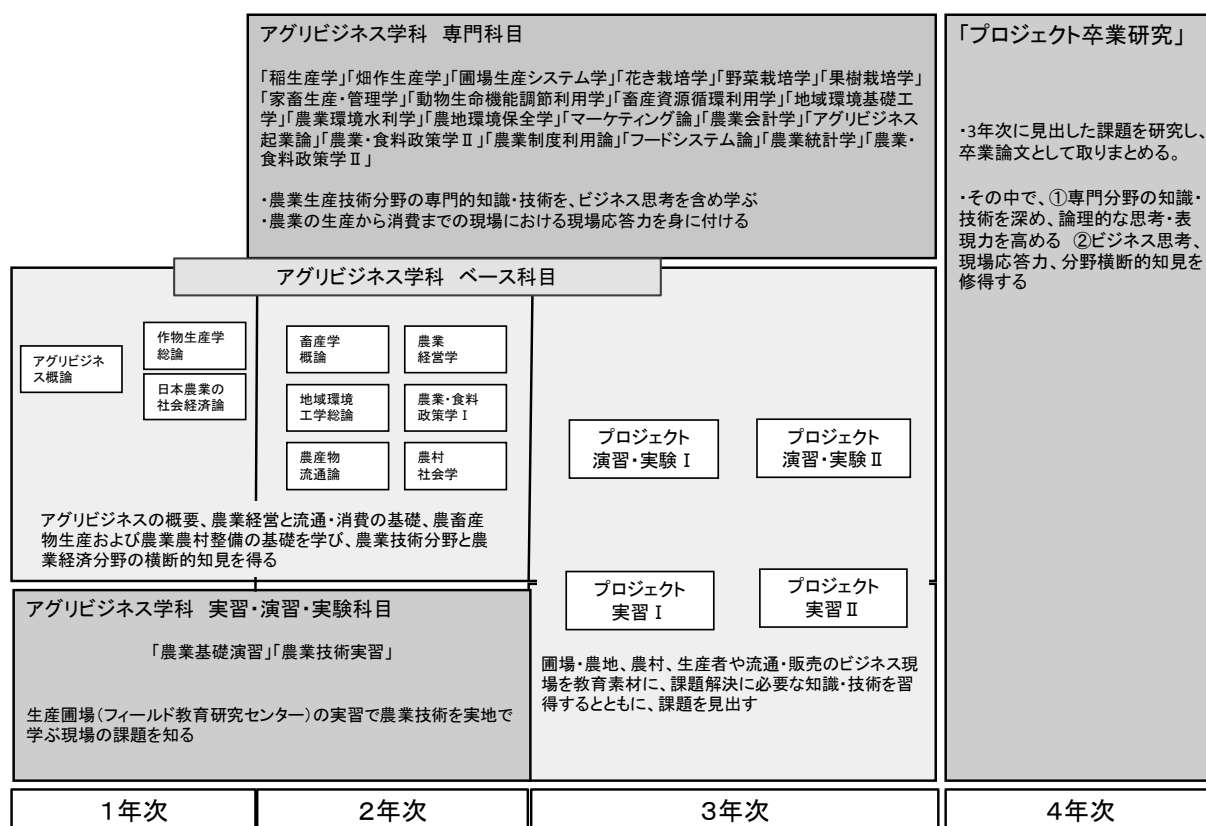 アグリビジネス学科　専門科目
「稲生産学」「畑作生産学」「圃場生産システム学」「花き栽培学」「野菜栽培学」「果樹栽培学」
「家畜生産・管理学」「動物生命機能調節利用学」「畜産資源循環利用学」「地域環境基礎工
学」「農業環境水利学」「農地環境保全学」「マーケティング論」「農業会計学」「アグリビジネス
起業論」「農業・食料政策学Ⅱ」「農業制度利用論」「フードシステム論」「農業統計学」「農業・
食料政策学Ⅱ」
・農業生産技術分野の専門的知識・技術を、ビジネス思考を含め学ぶ
・農業の生産から消費までの現場における現場応答力を身に付ける
「プロジェクト卒業研究」
・3年次に見出した課題を研究し、
卒業論文として取りまとめる。
・その中で、①専門分野の知識・
技術を深め、論理的な思考・表
現力を高める　②ビジネス思考、
現場応答力、分野横断的知見を
修得する
アグリビジネス学科　ベース科目
アグリビジネ
ス概論
作物生産学
総論
日本農業の
社会経済論
畜産学
概論
農業
経営学
地域環境
工学総論
農業・食料
政策学Ⅰ
農産物
流通論
農村
社会学
プロジェクト
演習・実験Ⅰ
プロジェクト
演習・実験Ⅱ
アグリビジネスの概要、農業経営と流通・消費の基礎、農畜産
物生産および農業農村整備の基礎を学び、農業技術分野と農
業経済分野の横断的知見を得る
プロジェクト
実習Ⅰ
プロジェクト
実習Ⅱ
アグリビジネス学科　実習・演習・実験科目
「農業基礎演習」「農業技術実習」
生産圃場（フィールド教育研究センター）の実習で農業技術を実地で
学ぶ現場の課題を知る
圃場・農地、農村、生産者や流通・販売のビジネス現
場を教育素材に、課題解決に必要な知識・技術を習
得するとともに、課題を見出す
１年次
２年次
３年次
４年次